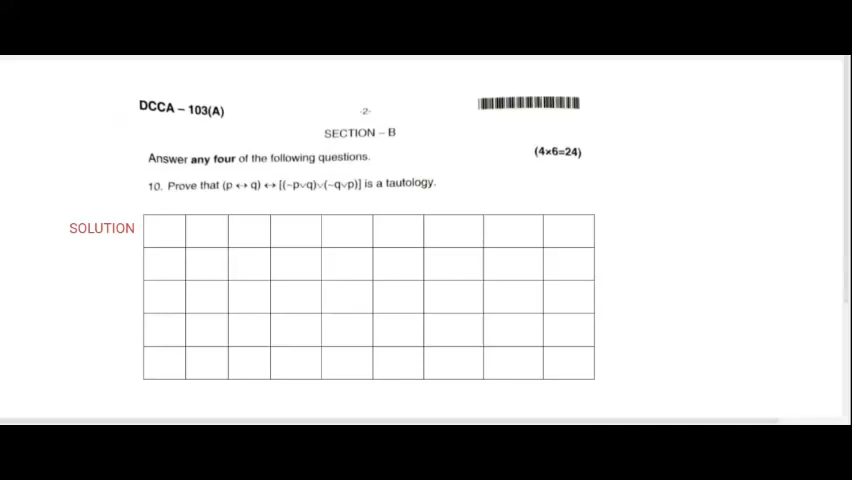 DCCA – 103(A)
-2-
SECTION – B
Answer any four of the following questions.
(4×6=24)
10. Prove that (p ↔ q) ↔ [(~p∨q)∨(~q∨p)] is a tautology.
SOLUTION